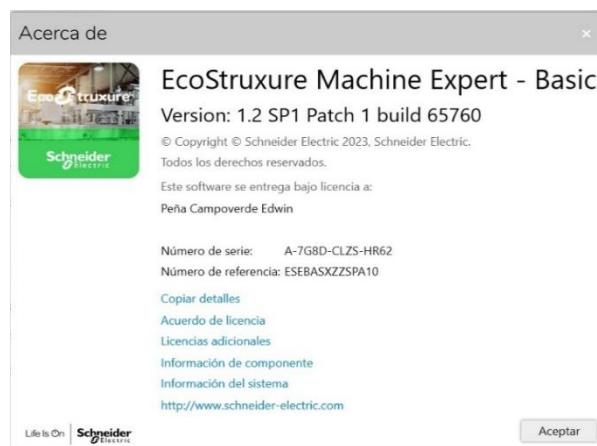 Acerca de
EcoStruxure
Schneider
Electric
EcoStruxure Machine Expert - Basic
Version: 1.2 SP1 Patch 1 build 65760
© Copyright © Schneider Electric 2023, Schneider Electric.
Todos los derechos reservados.
Este software se entrega bajo licencia a:
Peña Campoverde Edwin
Número de serie: A-7G8D-CLZS-HR62
Número de referencia: ESEBASXZZSPA10
Copiar detalles
Acuerdo de licencia
Licencias adicionales
Información de componente
Información del sistema
http://www.schneider-electric.com
Life Is On Schneider
Electric
Aceptar